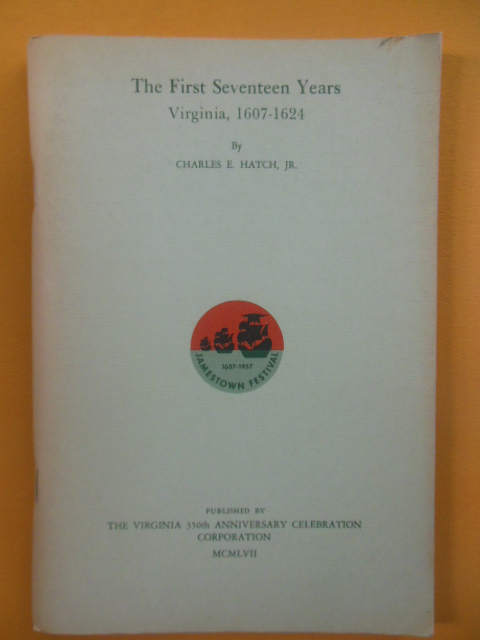 The First Seventeen Years
Virginia, 1607-1624
By
CHARLES E. HATCH, JR.
1607-1957
JAMESTOWN FESTIVAL
PUBLISHED BY
THE VIRGINIA 350th ANNIVERSARY CELEBRATION
CORPORATION
MCMLVII